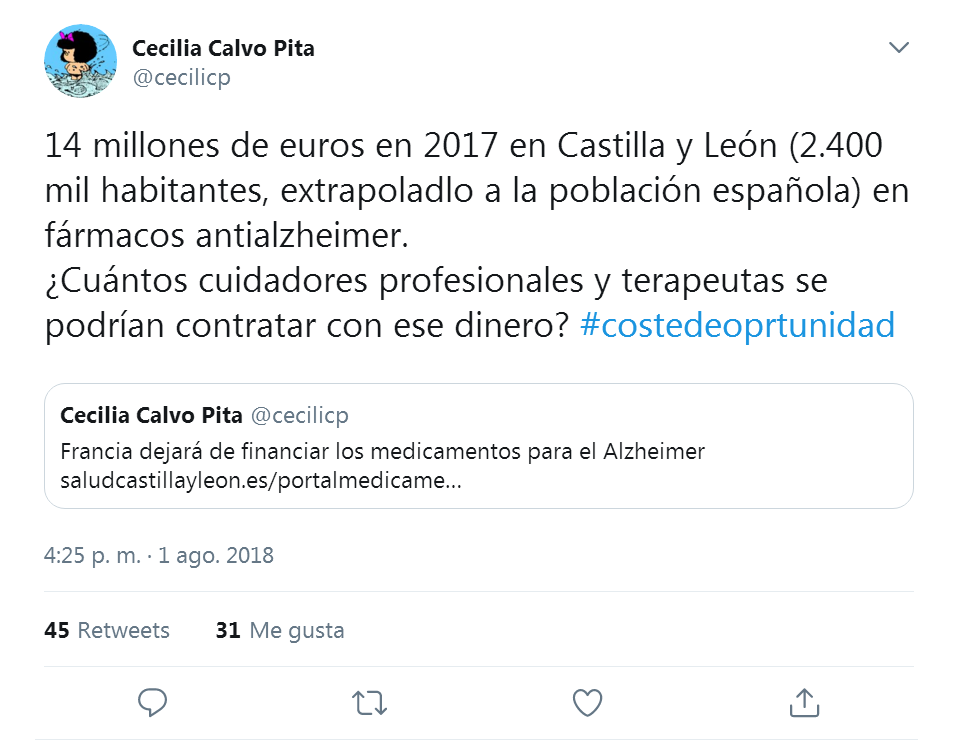 Cecilia Calvo Pita
@cecilicp
14 millones de euros en 2017 en Castilla y León (2.400
mil habitantes, extrapoladlo a la población española) en
fármacos antialzheimer.
¿Cuántos cuidadores profesionales y terapeutas se
podrían contratar con ese dinero? #costedeoprtunidad
Cecilia Calvo Pita @cecilicp
Francia dejará de financiar los medicamentos para el Alzheimer
saludcastillayleon.es/portalmedicame...
4:25 p. m. · 1 ago. 2018
45 Retweets 31 Me gusta